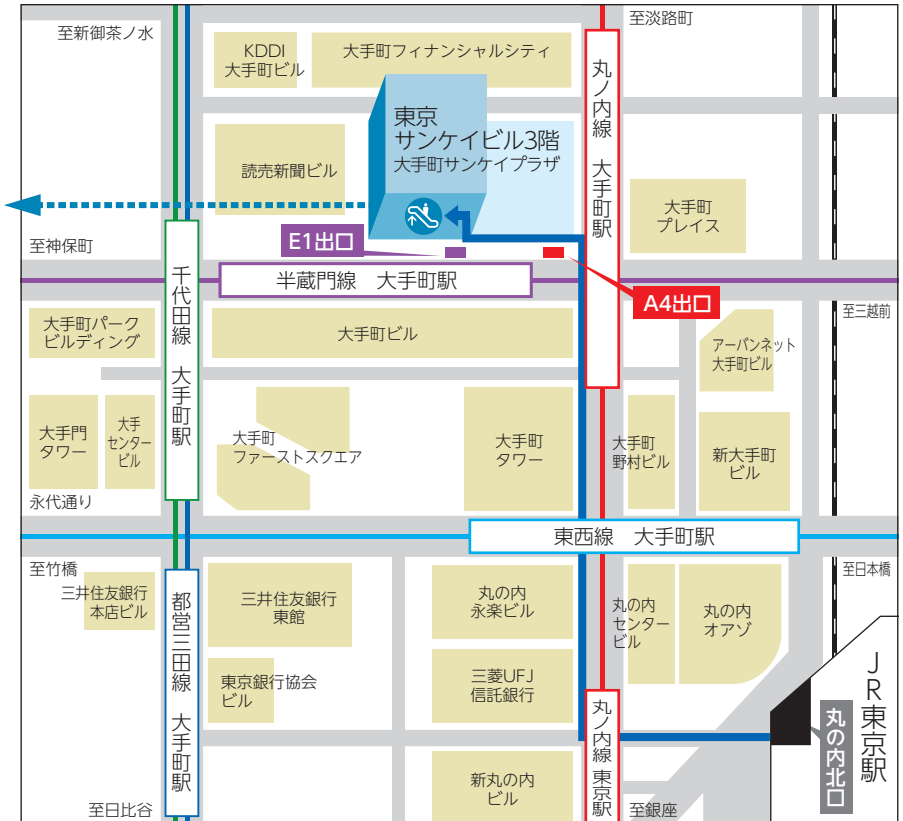 至新御茶ノ水
至淡路町
KDDI
大手町ビル
大手町フィナンシャルシティ
丸ノ内線 大手町駅
東京
サンケイビル3階
大手町サンケイプラザ
読売新聞ビル
大手町
プレイス
至神保町
E1出口
半蔵門線 大手町駅
A4出口
千代田線 大手町駅
至三越前
大手町パーク
ビルディング
大手町ビル
アーバンネット
大手町ビル
大手門
タワー
大手
センター
ビル
大手町
ファーストスクエア
大手町
タワー
大手町
野村ビル
新大手町
ビル
永代通り
東西線 大手町駅
至竹橋
至日本橋
三井住友銀行
本店ビル
都営三田線 大手町駅
三井住友銀行
東館
丸の内
永楽ビル
丸の内
センター
ビル
丸の内
オアゾ
東京銀行協会
ビル
三菱UFJ
信託銀行
JR東京駅
丸の内北口
丸ノ内線 東京駅
新丸の内
ビル
至日比谷
至銀座